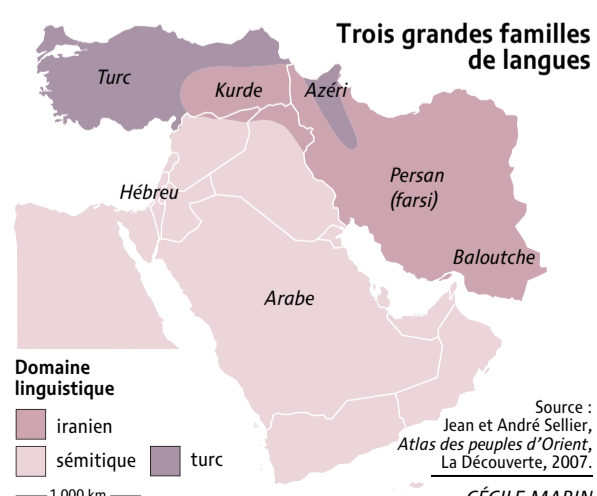 Trois grandes familles
de langues
Turc
Kurde
Azéri
Hébreu
Persan
(farsi)
Baloutche
Arabe
Domaine
linguistique
iranien
sémitique
turc
1 000 km
Source :
Jean et André Sellier,
Atlas des peuples d'Orient,
La Découverte, 2007.
CÉCILE MARIN